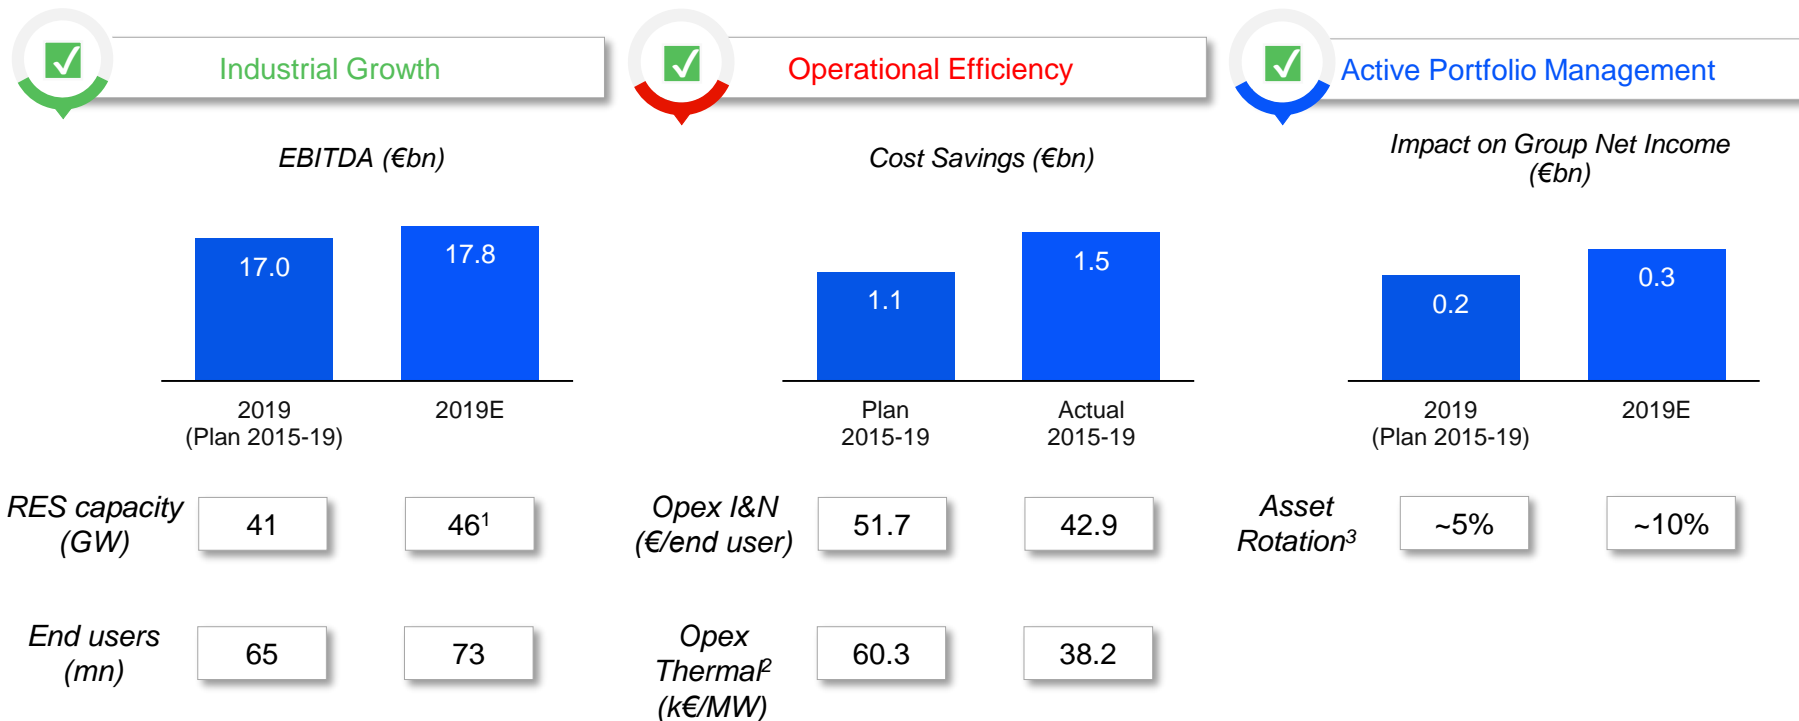 Industrial Growth
EBITDA (€bn)
17.0
17.8
2019
(Plan 2015-19)
2019E
RES capacity
(GW)
41
46¹
End users
(mn)
65
73
Operational Efficiency
Cost Savings (€bn)
1.1
1.5
Plan
2015-19
Actual
2015-19
Opex I&N
(€/end user)
51.7
42.9
Opex
Thermal²
(k€/MW)
60.3
38.2
Active Portfolio Management
Impact on Group Net Income
(€bn)
0.2
0.3
2019
(Plan 2015-19)
2019E
Asset
Rotation³
~5%
~10%